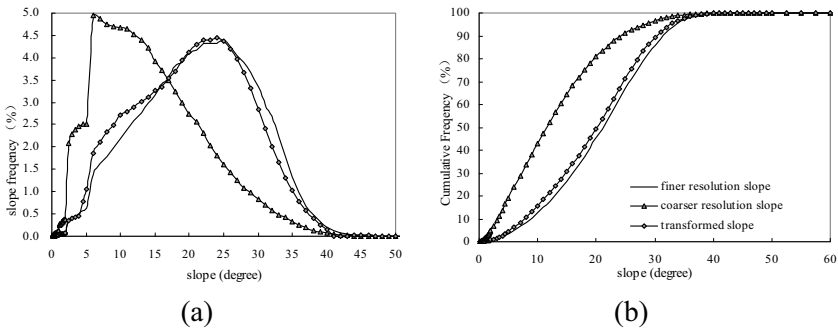 5.0
4.5
4.0
3.5
3.0
2.5
2.0
1.5
1.0
0.5
0.0
slope freqency (%)
0 5 10 15 20 25 30 35 40 45 50
slope (degree)
(a)
100
90
80
70
60
50
40
30
20
10
0
Cumulative Freqency (%)
finer resolution slope
coarser resolution slope
transformed slope
0 10 20 30 40 50 60
slope (degree)
(b)